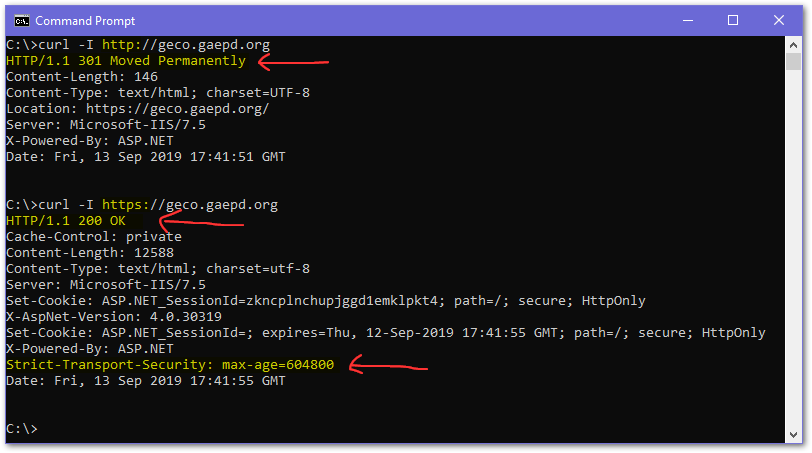 Command Prompt
C:\>curl -I http://geco.gaepd.org
HTTP/1.1 301 Moved Permanently
Content-Length: 146
Content-Type: text/html; charset=UTF-8
Location: https://geco.gaepd.org/
Server: Microsoft-IIS/7.5
X-Powered-By: ASP.NET
Date: Fri, 13 Sep 2019 17:41:51 GMT
C:\>curl -I https://geco.gaepd.org
HTTP/1.1 200 OK
Cache-Control: private
Content-Length: 12588
Content-Type: text/html; charset=utf-8
Server: Microsoft-IIS/7.5
Set-Cookie: ASP.NET_SessionId=zkncplnchupjggd1emklpkt4; path=/; secure; HttpOnly
X-AspNet-Version: 4.0.30319
Set-Cookie: ASP.NET_SessionId=; expires=Thu, 12-Sep-2019 17:41:55 GMT; path=/; secure; HttpOnly
X-Powered-By: ASP.NET
Strict-Transport-Security: max-age=604800
Date: Fri, 13 Sep 2019 17:41:55 GMT
C:\>